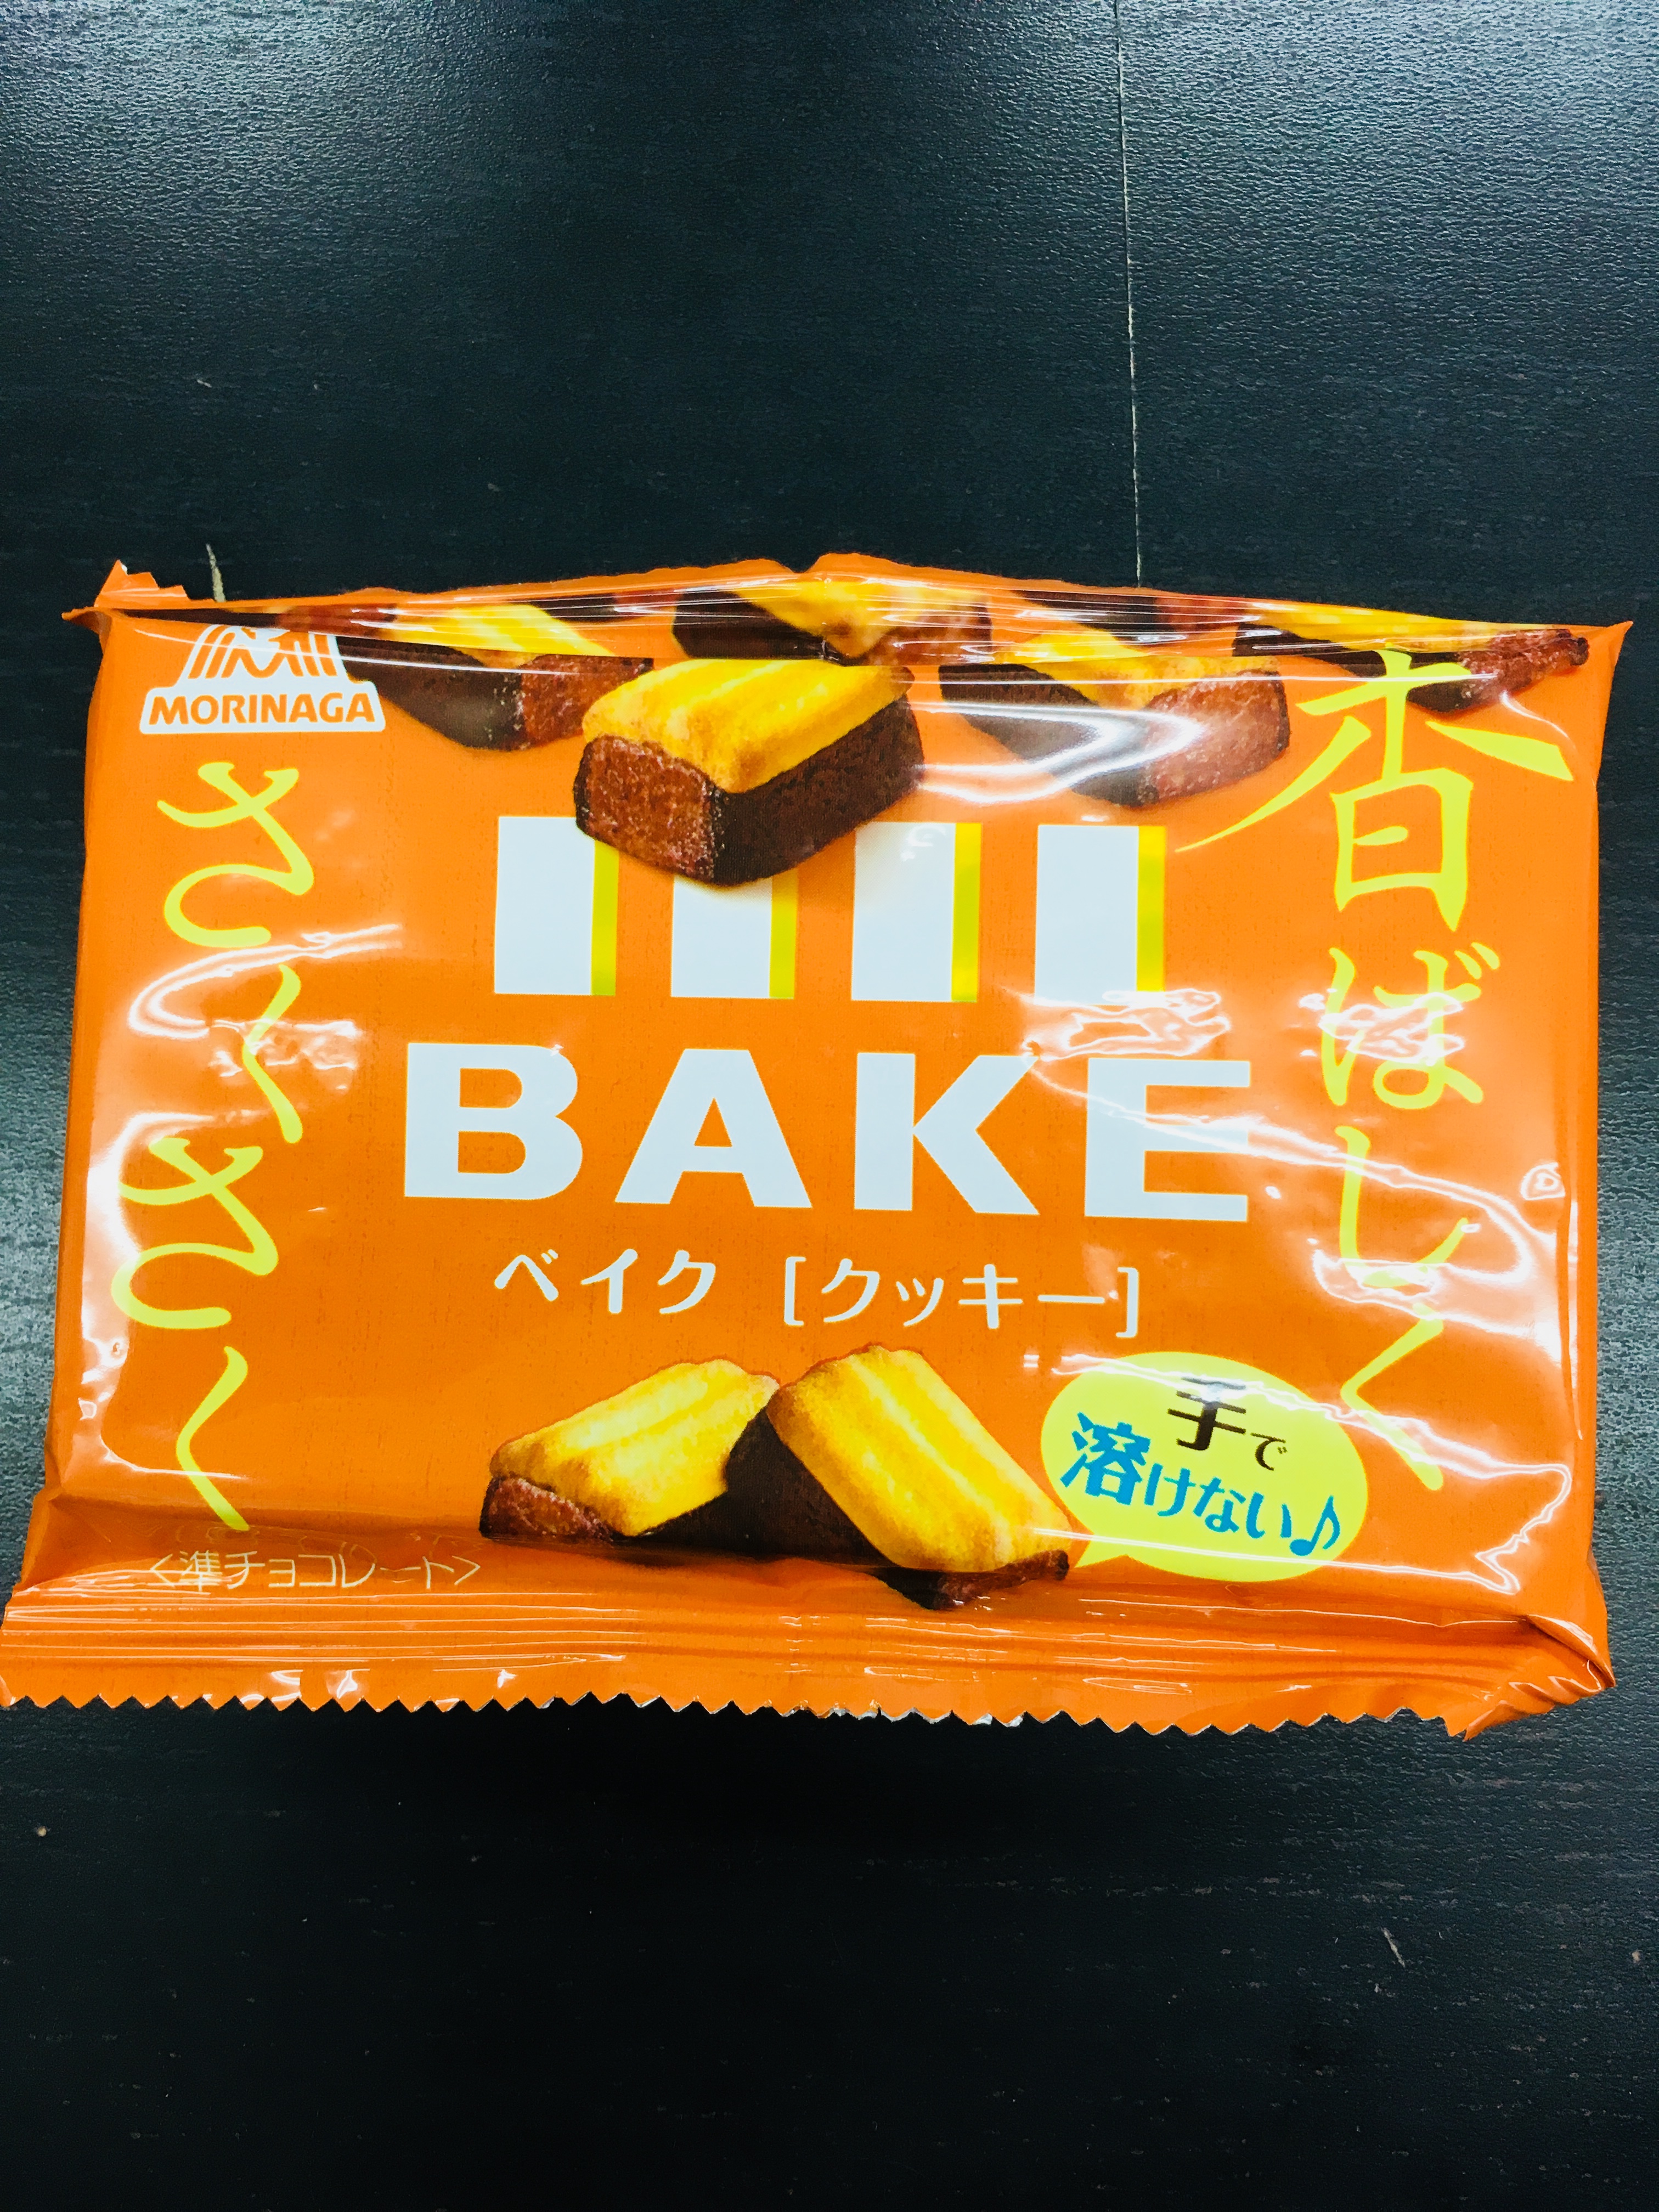 MORINAGA
香ばしく
さくさく
BAKE
ベイク [クッキー]
手で
溶けない♪
<準チョコレート>